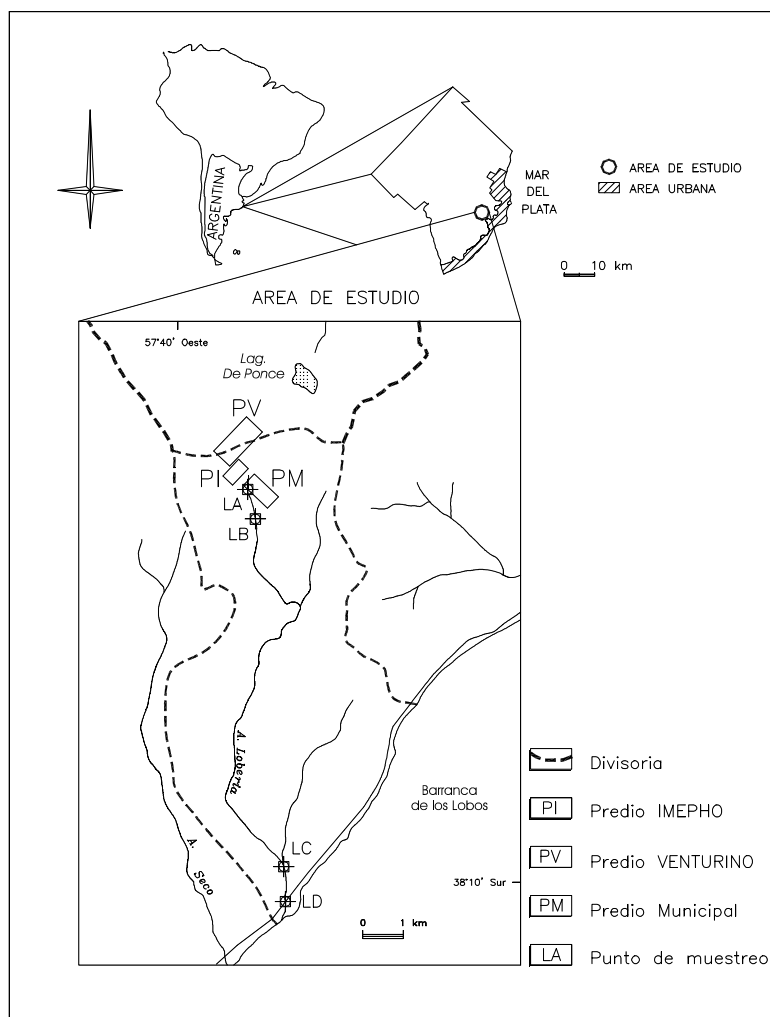 ARGENTINA
MAR
DEL
PLATA
AREA DE ESTUDIO
AREA URBANA
0 10 km
AREA DE ESTUDIO
57°40' Oeste
Lag.
De Ponce
PV
PI
PM
LA
LB
A. Loberia
A. Seco
Barranca
de los Lobos
LC
LD
38°10' Sur
0 1 km
Divisoria
PI Predio IMEPHO
PV Predio VENTURINO
PM Predio Municipal
LA Punto de muestreo